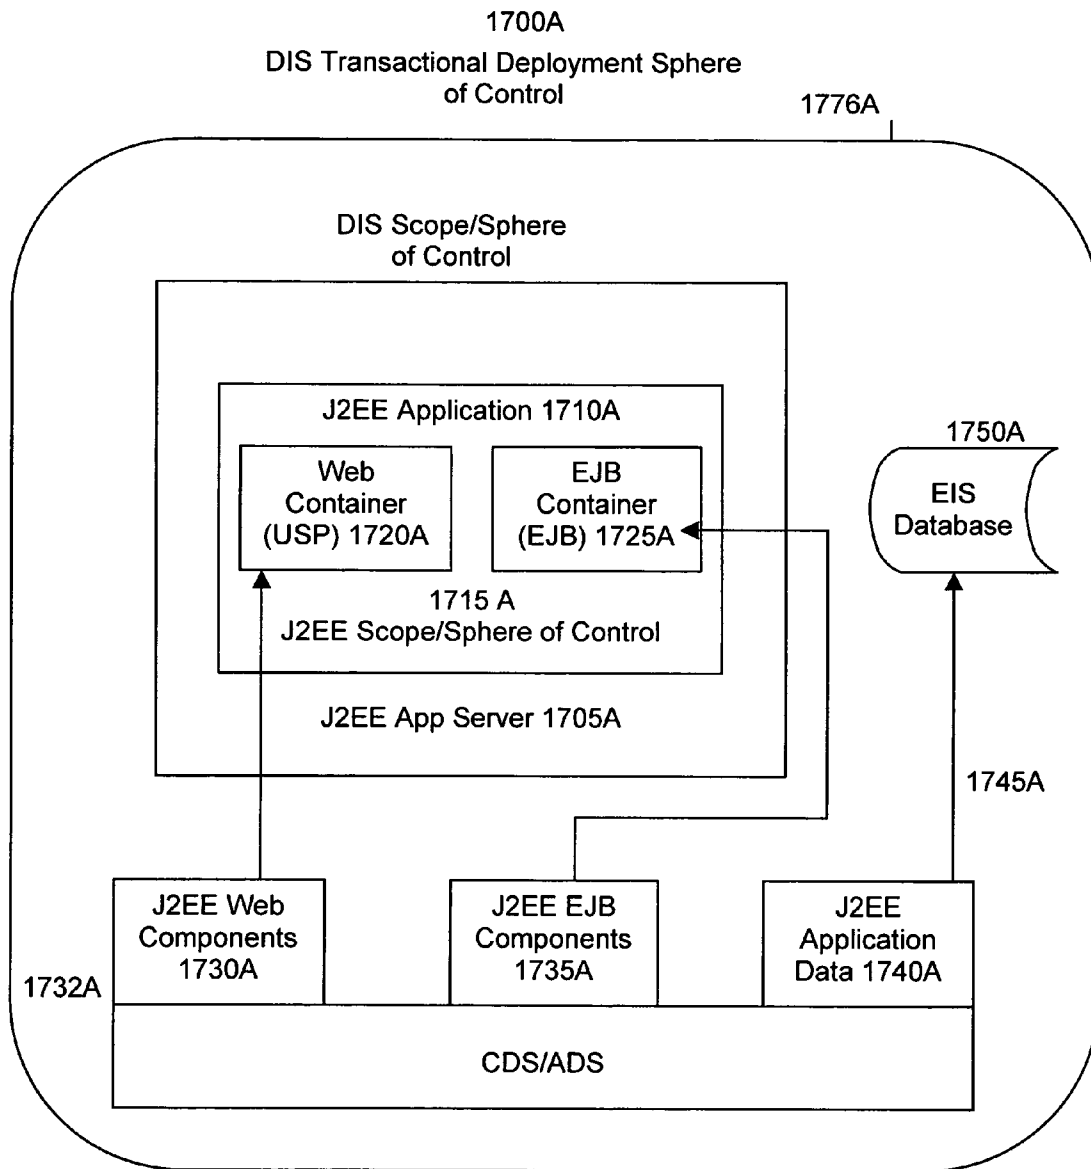 1700A
DIS Transactional Deployment Sphere
of Control
1776A
DIS Scope/Sphere
of Control
J2EE Application 1710A
Web
Container
(USP) 1720A
EJB
Container
(EJB) 1725A
1715 A
J2EE Scope/Sphere of Control
J2EE App Server 1705A
1750A
EIS
Database
1745A
J2EE Web
Components
1730A
J2EE EJB
Components
1735A
J2EE
Application
Data 1740A
1732A
CDS/ADS